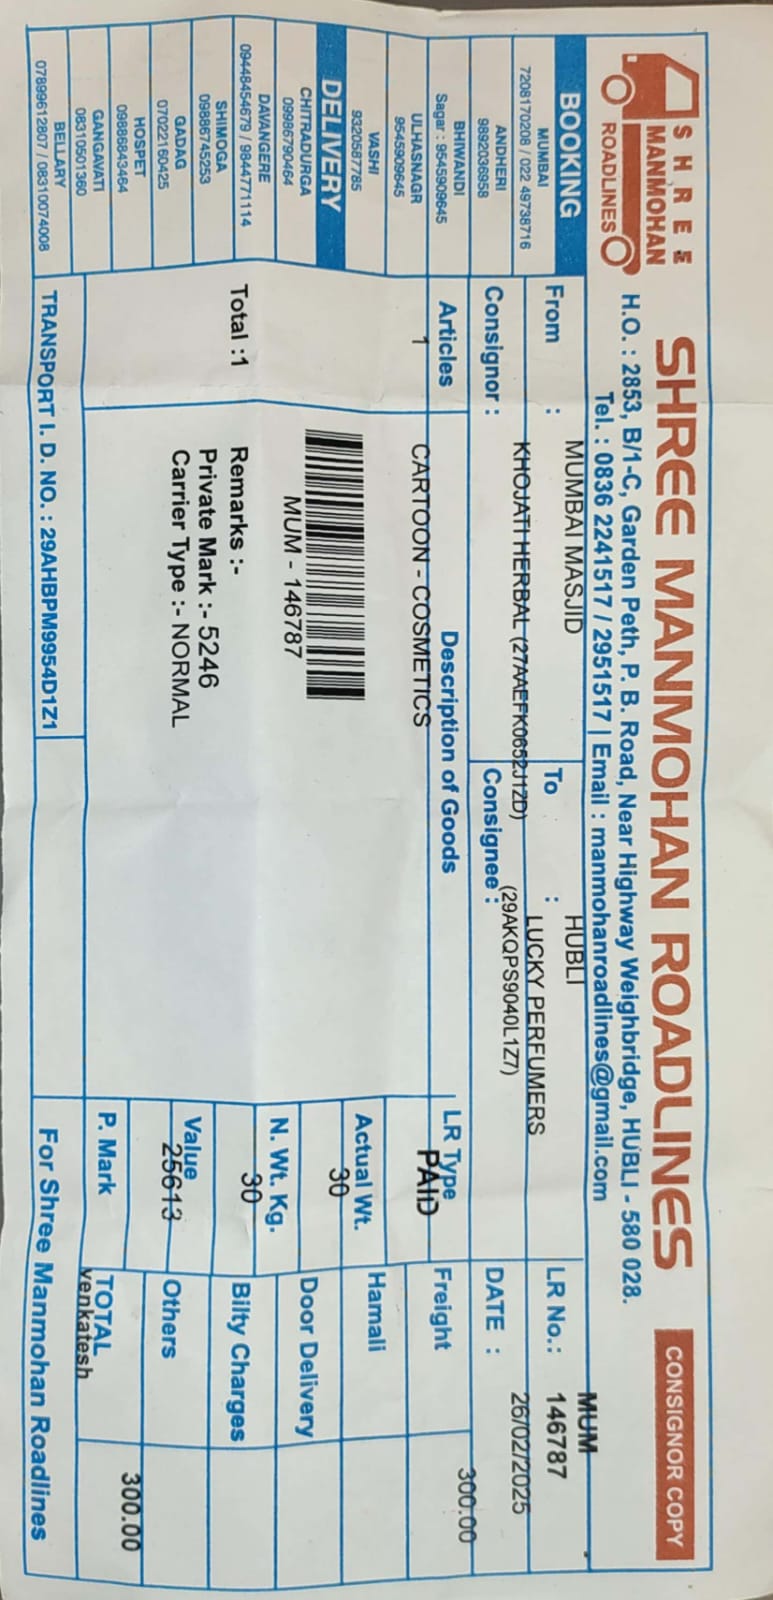 SHREE
MANMOHAN
ROADLINES
SHREE MANMOHAN ROADLINES
CONSIGNOR COPY
H.O. : 2853, B/1-C, Garden Peth, P. B. Road, Near Highway Weighbridge, HUBLI - 580 028.
Tel. : 0836 2241517 / 2951517 | Email : manmohanroadlines@gmail.com
BOOKING
MUMBAI
7208170208 / 022 49738716
ANDHERI
9892036958
BHIWANDI
Sagar : 9545909645
ULHASNAGR
9545909645
VASHI
9320587785
DELIVERY
CHITRADURGA
09986790464
DAVANGERE
09448454679 / 9844771114
SHIMOGA
09886745253
GADAG
07022160425
HOSPET
09886843464
GANGAVATI
08310601360
BELLARY
07899612807 / 08310074008
From : MUMBAI MASJID
To : HUBLI
LR No.: MUM
146787
Consignor : KHOJATI HERBAL (27AAEFK0652J1ZD)
Consignee : LUCKY PERFUMERS
(29AKQPS9040L1Z7)
DATE : 26/02/2025
Articles
1
Description of Goods
CARTOON - COSMETICS
LR Type
PAID
Freight 300.00
Actual Wt.
30
Hamali
MUM - 146787
N. Wt. Kg.
30
Door Delivery
Total :1
Remarks :-
Private Mark :- 5246
Carrier Type :- NORMAL
Bilty Charges
Value
25613
Others
P. Mark
TOTAL 300.00
venkatesh
TRANSPORT I. D. NO. : 29AHBPM9954D1Z1
For Shree Manmohan Roadlines